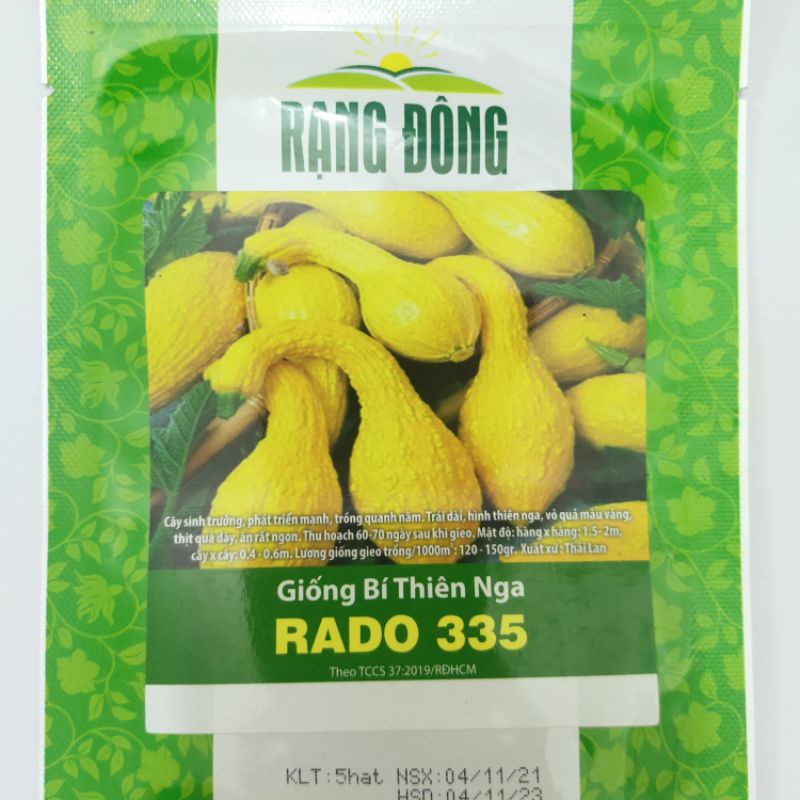 RẠNG ĐÔNG
Cây sinh trưởng, phát triển mạnh, trồng quanh năm. Trái dài, hình thiên nga, vỏ quả màu vàng,
thịt quả dày, ăn rất ngon. Thu hoạch 60-70 ngày sau khi gieo. Mật độ: hàng x hàng: 1.5- 2m,
cây x cây: 0.4 - 0.6m. Lượng giống gieo trồng/1000m²: 120 - 150gr. Xuất xứ : Thái Lan
Giống Bí Thiên Nga
RADO 335
Theo TCCS 37:2019/RĐHCM
KLT:5hat NSX:04/11/21
HSD:04/11/23